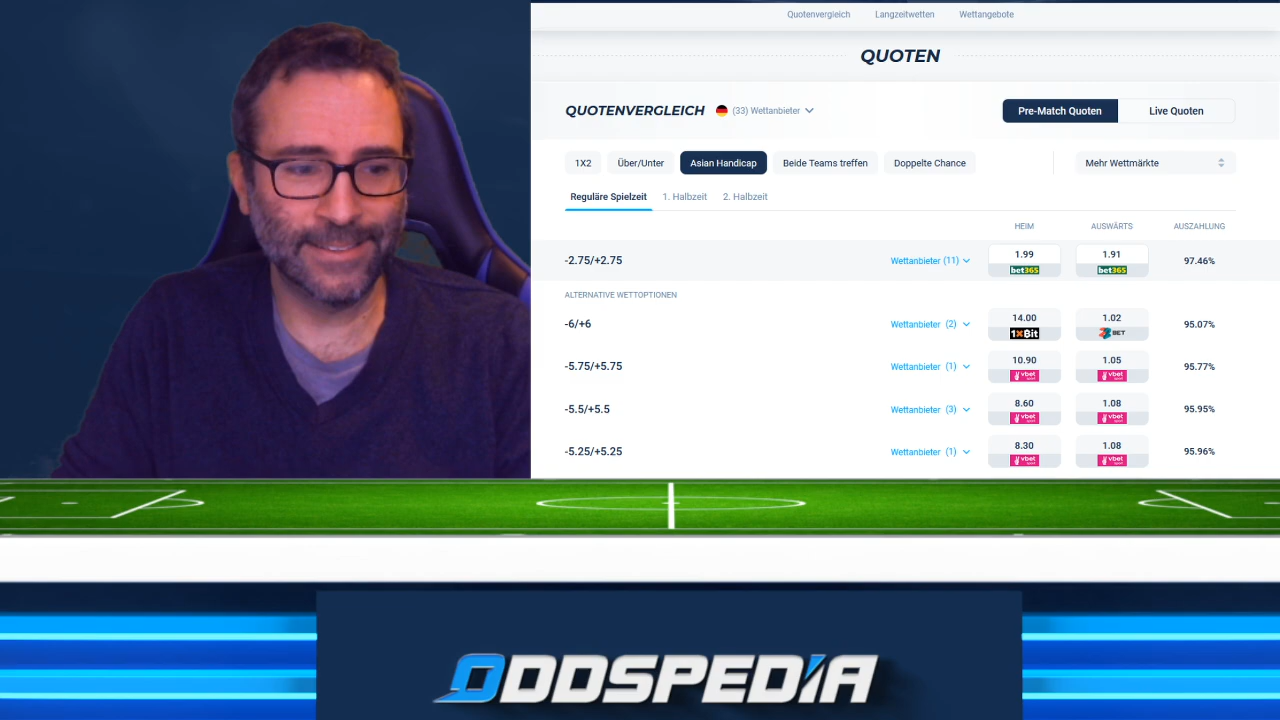 Quotenvergleich Langzeitwetten Wettangebote
QUOTEN
QUOTENVERGLEICH (33) Wettanbieter Pre-Match Quoten Live Quoten
1X2 Über/Unter Asian Handicap Beide Teams treffen Doppelte Chance Mehr Wettmärkte
Reguläre Spielzeit 1. Halbzeit 2. Halbzeit
HEIM AUSWÄRTS AUSZAHLUNG
-2.75/+2.75 Wettanbieter (11) 1.99 1.91 97.46%
bet365 bet365
ALTERNATIVE WETTOPTIONEN
-6/+6 Wettanbieter (2) 14.00 1.02 95.07%
1XBit 22BET
-5.75/+5.75 Wettanbieter (1) 10.90 1.05 95.77%
vbet vbet
-5.5/+5.5 Wettanbieter (3) 8.60 1.08 95.95%
vbet vbet
-5.25/+5.25 Wettanbieter (1) 8.30 1.08 95.96%
vbet vbet
ODDSPEDIA